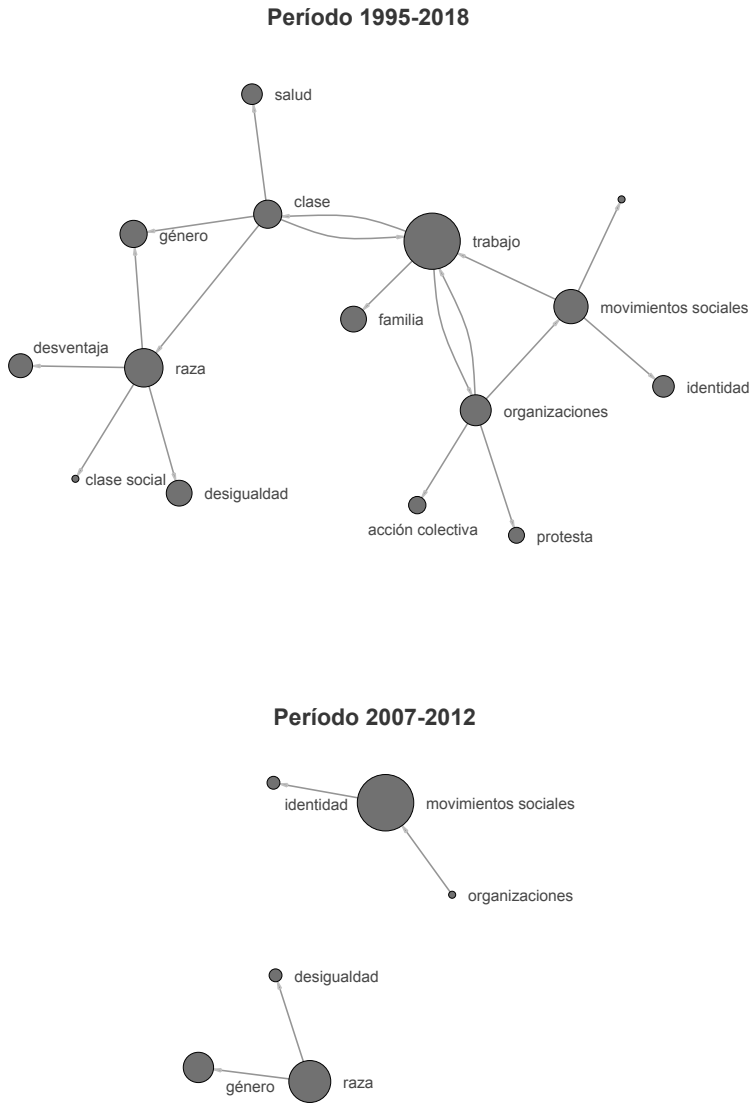 Período 1995-2018
salud
clase
género
trabajo
movimientos sociales
familia
desventaja
raza
identidad
organizaciones
clase social
desigualdad
acción colectiva
protesta
Período 2007-2012
identidad
movimientos sociales
organizaciones
desigualdad
género
raza